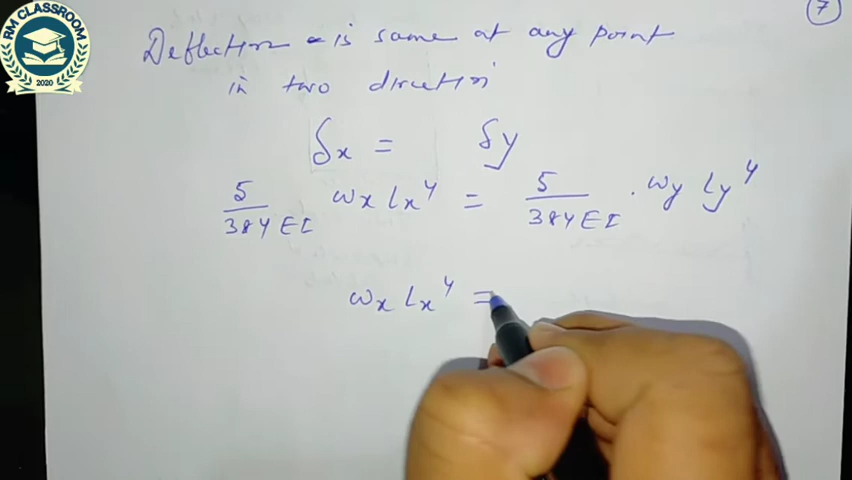 RM CLASSROOM
2020
7
Deflection is same at any point
in two direction
δx = δy
5/384EI wx lx^4 = 5/384EI . wy ly^4
wx lx^4 =